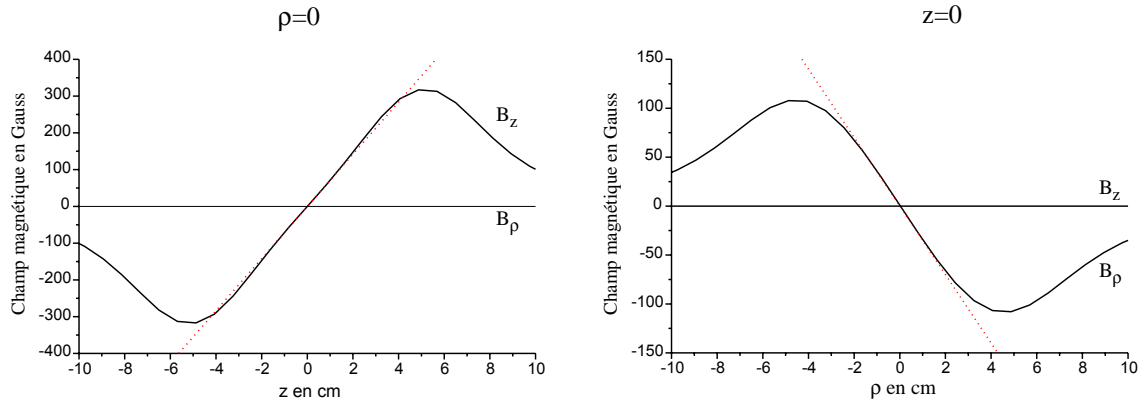 ρ=0
Champ magnétique en Gauss
400
300
200
100
0
-100
-200
-300
-400
B_z
B_ρ
-10 -8 -6 -4 -2 0 2 4 6 8 10
z en cm
z=0
Champ magnétique en Gauss
150
100
50
0
-50
-100
-150
B_z
B_ρ
-10 -8 -6 -4 -2 0 2 4 6 8 10
ρ en cm